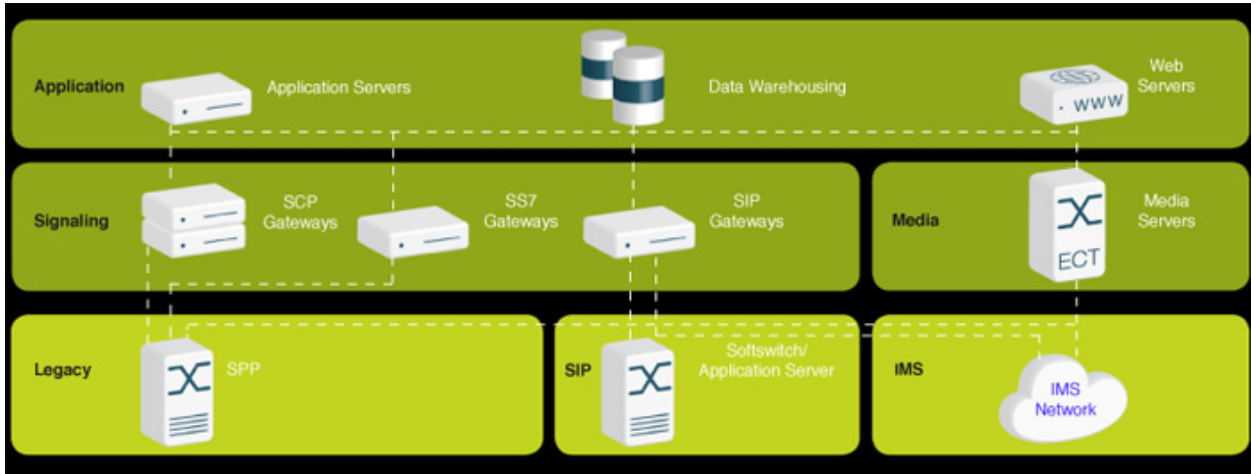 Application
Application Servers
Data Warehousing
Web
Servers
WWW
Signaling
SCP
Gateways
SS7
Gateways
SIP
Gateways
Media
Media
Servers
ECT
Legacy
SPP
SIP
Softswitch/
Application Server
IMS
IMS
Network